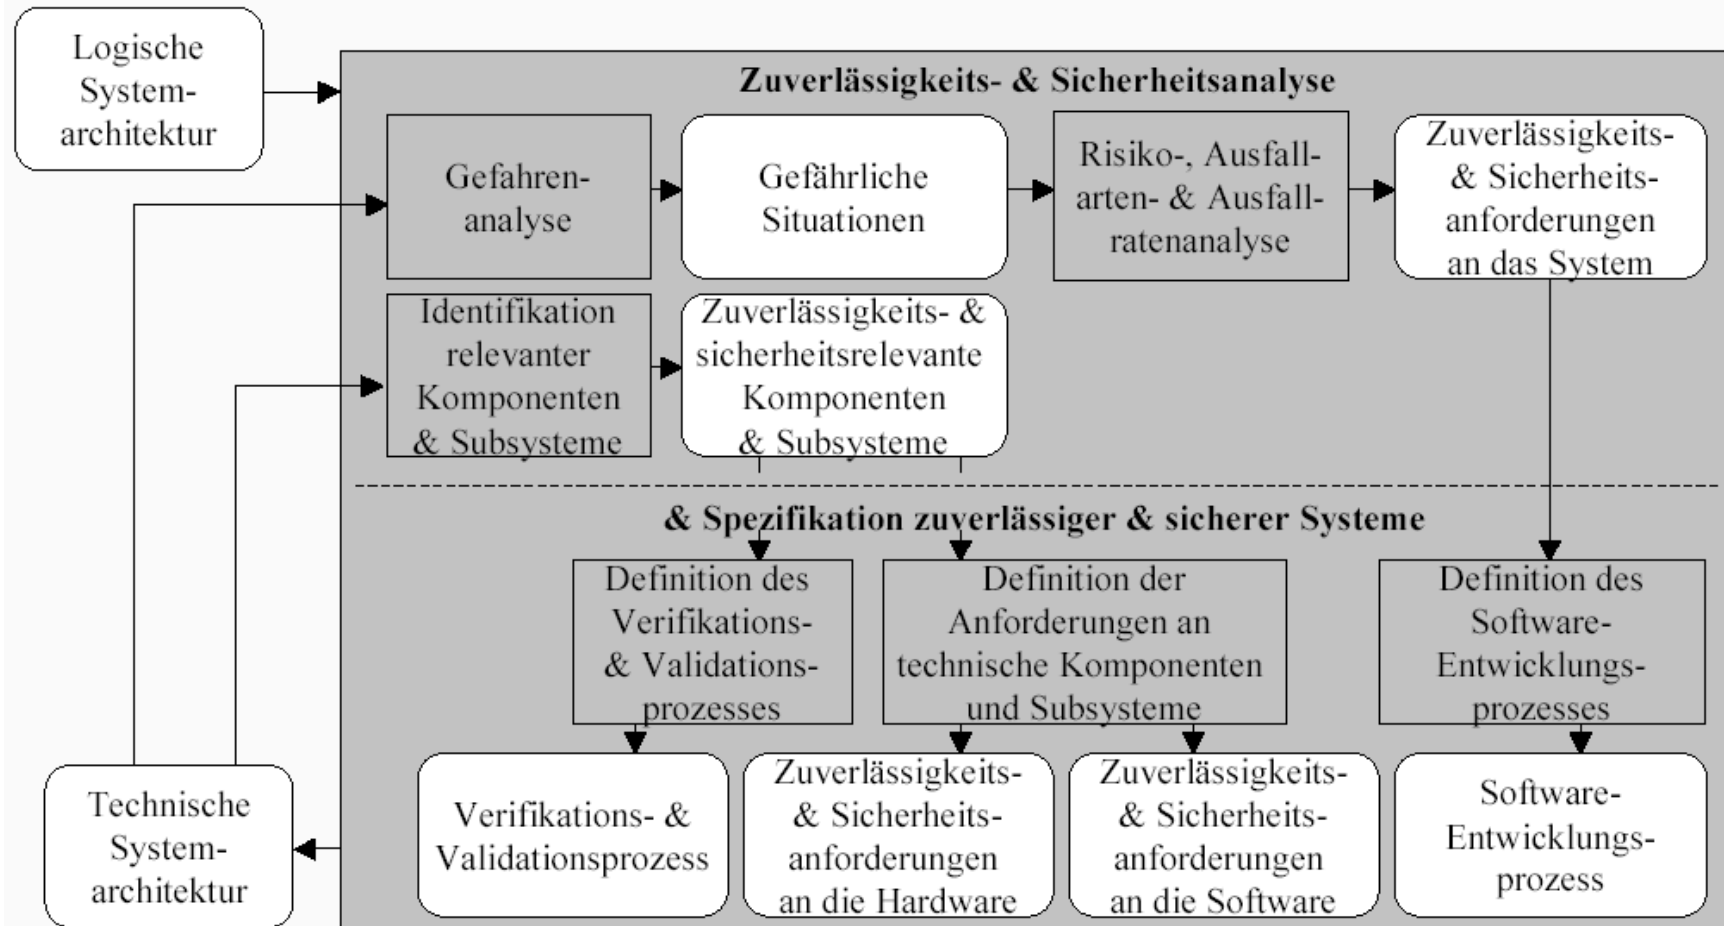 Logische
System-
architektur
Zuverlässigkeits- & Sicherheitsanalyse
Gefahren-
analyse
Gefährliche
Situationen
Risiko-, Ausfall-
arten- & Ausfall-
ratenanalyse
Zuverlässigkeits-
& Sicherheits-
anforderungen
an das System
Identifikation
relevanter
Komponenten
& Subsysteme
Zuverlässigkeits- &
sicherheitsrelevante
Komponenten
& Subsysteme
& Spezifikation zuverlässiger & sicherer Systeme
Definition des
Verifikations-
& Validations-
prozesses
Definition der
Anforderungen an
technische Komponenten
und Subsysteme
Definition des
Software-
Entwicklungs-
prozesses
Technische
System-
architektur
Verifikations- &
Validationsprozess
Zuverlässigkeits-
& Sicherheits-
anforderungen
an die Hardware
Zuverlässigkeits-
& Sicherheits-
anforderungen
an die Software
Software-
Entwicklungs-
prozess